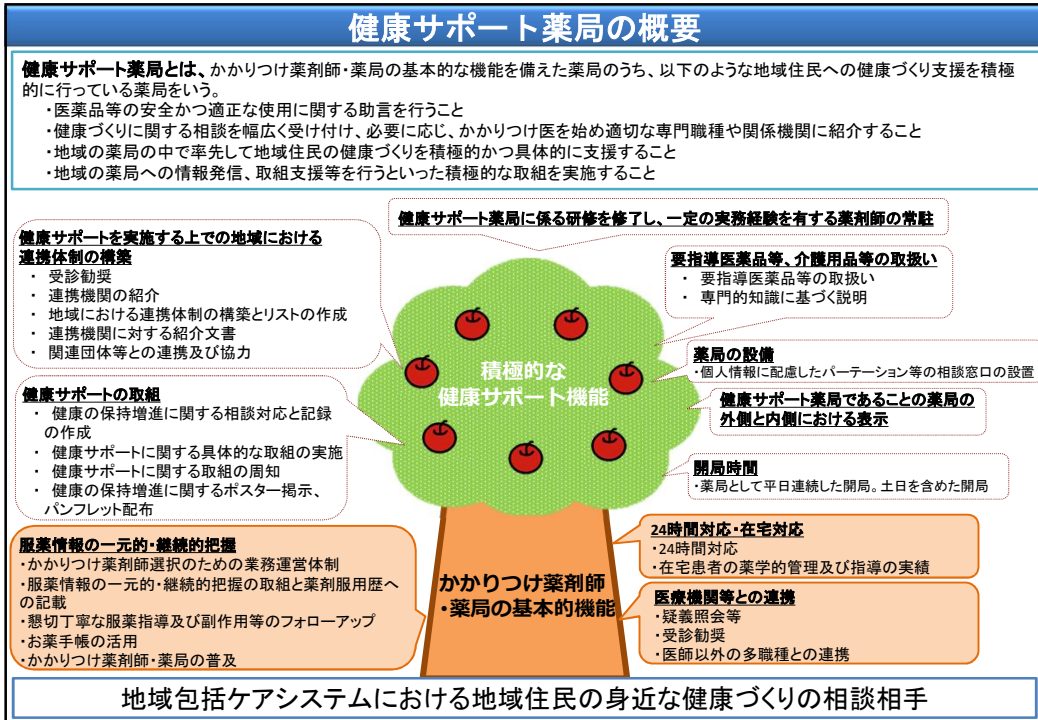 健康サポート薬局の概要
健康サポート薬局とは、かかりつけ薬剤師・薬局の基本的な機能を備えた薬局のうち、以下のような地域住民への健康づくり支援を積極
的に行っている薬局をいう。
・医薬品等の安全かつ適正な使用に関する助言を行うこと
・健康づくりに関する相談を幅広く受け付け、必要に応じ、かかりつけ医を始め適切な専門職種や関係機関に紹介すること
・地域の薬局の中で率先して地域住民の健康づくりを積極的かつ具体的に支援すること
・地域の薬局への情報発信、取組支援等を行うといった積極的な取組を実施すること
健康サポート薬局に係る研修を修了し、一定の実務経験を有する薬剤師の常駐
健康サポートを実施する上での地域における
連携体制の構築
・ 受診勧奨
・ 連携機関の紹介
・ 地域における連携体制の構築とリストの作成
・ 連携機関に対する紹介文書
・ 関連団体等との連携及び協力
要指導医薬品等、介護用品等の取扱い
・ 要指導医薬品等の取扱い
・ 専門的知識に基づく説明
薬局の設備
・個人情報に配慮したパーテーション等の相談窓口の設置
積極的な
健康サポート機能
健康サポートの取組
・ 健康の保持増進に関する相談対応と記録
の作成
・ 健康サポートに関する具体的な取組の実施
・ 健康サポートに関する取組の周知
・ 健康の保持増進に関するポスター掲示、
パンフレット配布
健康サポート薬局であることの薬局の
外側と内側における表示
開局時間
・薬局として平日連続した開局。土日を含めた開局
服薬情報の一元的・継続的把握
・かかりつけ薬剤師選択のための業務運営体制
・服薬情報の一元的・継続的把握の取組と薬剤服用歴へ
の記載
・懇切丁寧な服薬指導及び副作用等のフォローアップ
・お薬手帳の活用
・かかりつけ薬剤師・薬局の普及
かかりつけ薬剤師
・薬局の基本的機能
24時間対応・在宅対応
・24時間対応
・在宅患者の薬学的管理及び指導の実績
医療機関等との連携
・疑義照会等
・受診勧奨
・医師以外の多職種との連携
地域包括ケアシステムにおける地域住民の身近な健康づくりの相談相手